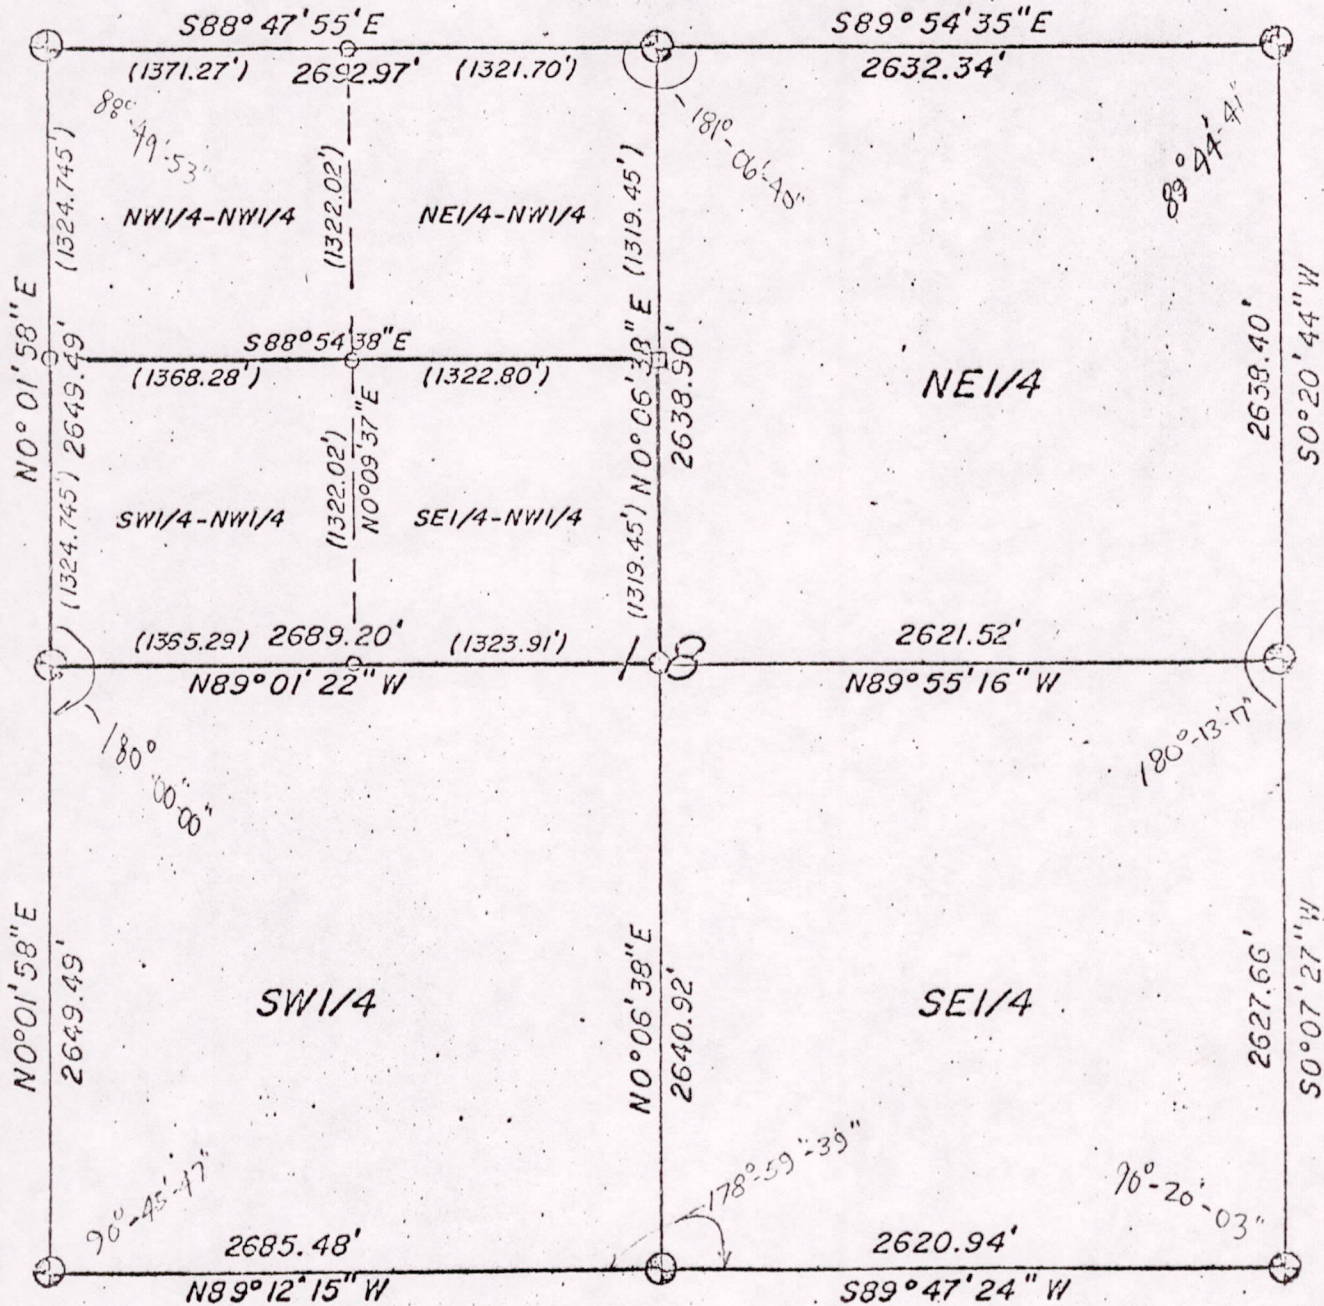 S88°47'55"E
S89°54'35"E
(1371.27') 2692.97' (1321.70')
2632.34'
88°-49'-53"
181°-06'-40"
89°44'-41"
(1324.745')
(1322.02')
(1319.45')
NW1/4-NW1/4
NE1/4-NW1/4
N0°01'58"E
2649.49'
S88°54'38"E
(1368.28')
(1322.80')
N0°06'38"E
2638.90'
NE1/4
2638.40'
S0°20'44"W
(1324.745')
(1322.02')
N0°09'37"E
(1319.45')
SW1/4-NW1/4
SE1/4-NW1/4
(1365.29) 2689.20' (1323.91')
N89°01'22"W
8
2621.52'
N89°55'16"W
180°-00'-00"
180°-13'-17"
N0°01'58"E
2649.49'
SW1/4
N0°06'38"E
2640.92'
SE1/4
2627.66'
S0°07'27"W
90°-45'-47"
178°-59'-39"
90°-20'-03"
2685.48'
N89°12'15"W
2620.94'
S89°47'24"W